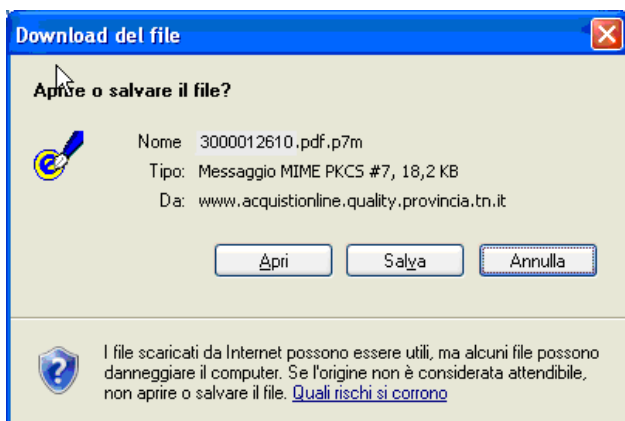 Download del file
Aprire o salvare il file?
Nome 3000012610.pdf.p7m
Tipo: Messaggio MIME PKCS #7, 18,2 KB
Da: www.acquistionline.quality.provincia.tn.it
Apri Salva Annulla
I file scaricati da Internet possono essere utili, ma alcuni file possono
danneggiare il computer. Se l'origine non è considerata attendibile,
non aprire o salvare il file. Quali rischi si corrono